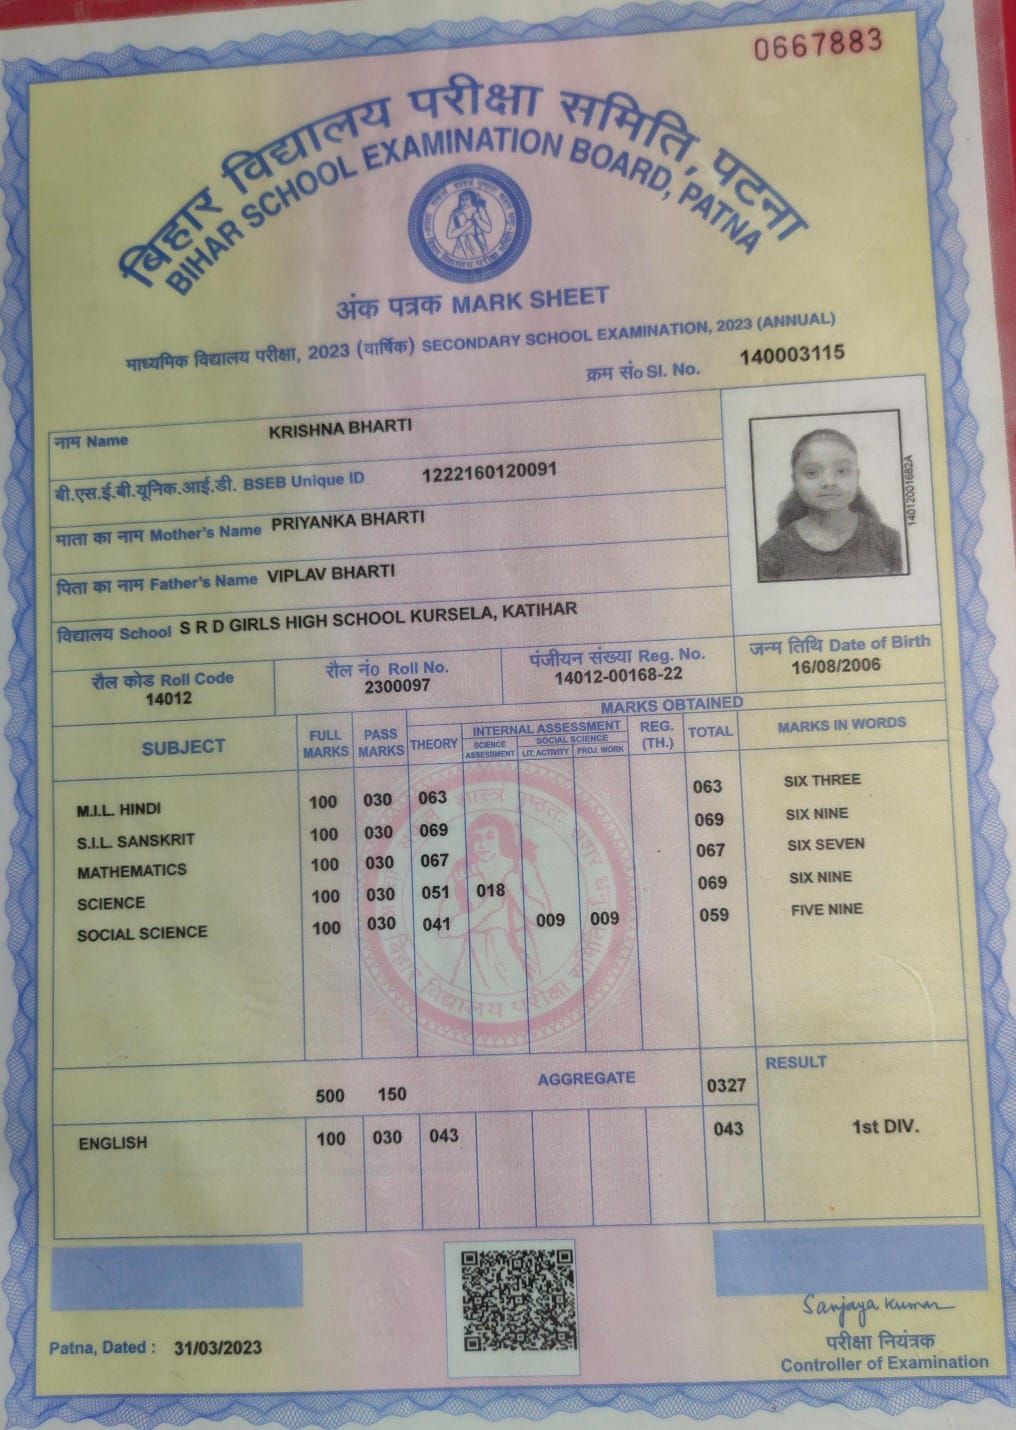 0667883
बिहार विद्यालय परीक्षा समिति, पटना
BIHAR SCHOOL EXAMINATION BOARD, PATNA
अंक पत्रक MARK SHEET
माध्यमिक विद्यालय परीक्षा, 2023 (वार्षिक) SECONDARY SCHOOL EXAMINATION, 2023 (ANNUAL)
क्रम सं० Sl. No. 140003115
नाम Name KRISHNA BHARTI
बी.एस.ई.बी.यूनिक.आई.डी. BSEB Unique ID 1222160120091
माता का नाम Mother's Name PRIYANKA BHARTI
पिता का नाम Father's Name VIPLAV BHARTI
विद्यालय School S R D GIRLS HIGH SCHOOL KURSELA, KATIHAR
14012001682A
रौल कोड Roll Code रौल नं० Roll No. पंजीयन संख्या Reg. No. जन्म तिथि Date of Birth
14012 2300097 14012-00168-22 16/08/2006
MARKS OBTAINED
SUBJECT FULL MARKS PASS MARKS THEORY INTERNAL ASSESSMENT REG. (TH.) TOTAL MARKS IN WORDS
SCIENCE ASSESSMENT SOCIAL SCIENCE LIT. ACTIVITY PROJ. WORK
M.I.L. HINDI 100 030 063 063 SIX THREE
S.I.L. SANSKRIT 100 030 069 069 SIX NINE
MATHEMATICS 100 030 067 067 SIX SEVEN
SCIENCE 100 030 051 018 069 SIX NINE
SOCIAL SCIENCE 100 030 041 009 009 059 FIVE NINE
बिहार विद्यालय परीक्षा समिति
500 150 AGGREGATE 0327 RESULT
ENGLISH 100 030 043 043 1st DIV.
Sanjaya Kumar
Patna, Dated : 31/03/2023
परीक्षा नियंत्रक
Controller of Examination